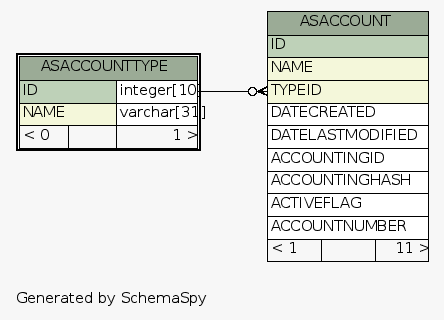 ASACCOUNTTYPE
ID integer[10]
NAME varchar[31]
< 0 1 >
ASACCOUNT
ID
NAME
TYPEID
DATECREATED
DATELASTMODIFIED
ACCOUNTINGID
ACCOUNTINGHASH
ACTIVEFLAG
ACCOUNTNUMBER
< 1 11 >
Generated by SchemaSpy